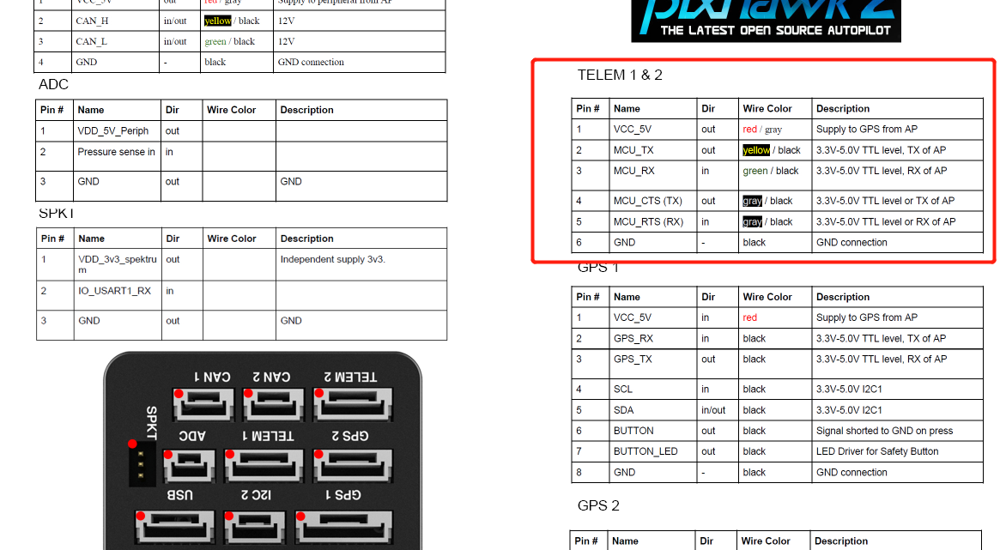 1 VCC_5V out red / gray Supply to peripheral from AP
2 CAN_H in/out yellow / black 12V
3 CAN_L in/out green / black 12V
4 GND - black GND connection
ADC
Pin # Name Dir Wire Color Description
1 VDD_5V_Periph out
2 Pressure sense in in
3 GND out GND
SPKT
Pin # Name Dir Wire Color Description
1 VDD_3v3_spektru out Independent supply 3v3.
m
2 IO_USART1_RX in
3 GND out GND
CAN 1 CAN 2 TELEM 2
SPKT
ADC TELEM 1 GPS 2
USB I2C 2 GPS 1
pixhawk 2
THE LATEST OPEN SOURCE AUTOPILOT
TELEM 1 & 2
Pin # Name Dir Wire Color Description
1 VCC_5V out red / gray Supply to GPS from AP
2 MCU_TX out yellow / black 3.3V-5.0V TTL level, TX of AP
3 MCU_RX in green / black 3.3V-5.0V TTL level, RX of AP
4 MCU_CTS (TX) out gray / black 3.3V-5.0V TTL level or TX of AP
5 MCU_RTS (RX) in gray / black 3.3V-5.0V TTL level or RX of AP
6 GND - black GND connection
GPS 1
Pin # Name Dir Wire Color Description
1 VCC_5V in red Supply to GPS from AP
2 GPS_RX in black 3.3V-5.0V TTL level, TX of AP
3 GPS_TX out black 3.3V-5.0V TTL level, RX of AP
4 SCL in black 3.3V-5.0V I2C1
5 SDA in/out black 3.3V-5.0V I2C1
6 BUTTON out black Signal shorted to GND on press
7 BUTTON_LED out black LED Driver for Safety Button
8 GND - black GND connection
GPS 2
Pin # Name Dir Wire Color Description